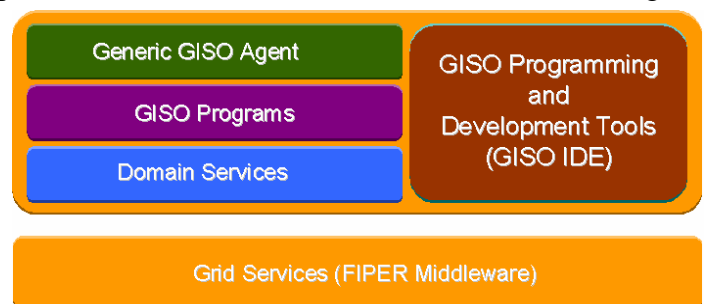 Generic GISO Agent
GISO Programs
Domain Services
GISO Programming
and
Development Tools
(GISO IDE)
Grid Services (FIPER Middleware)